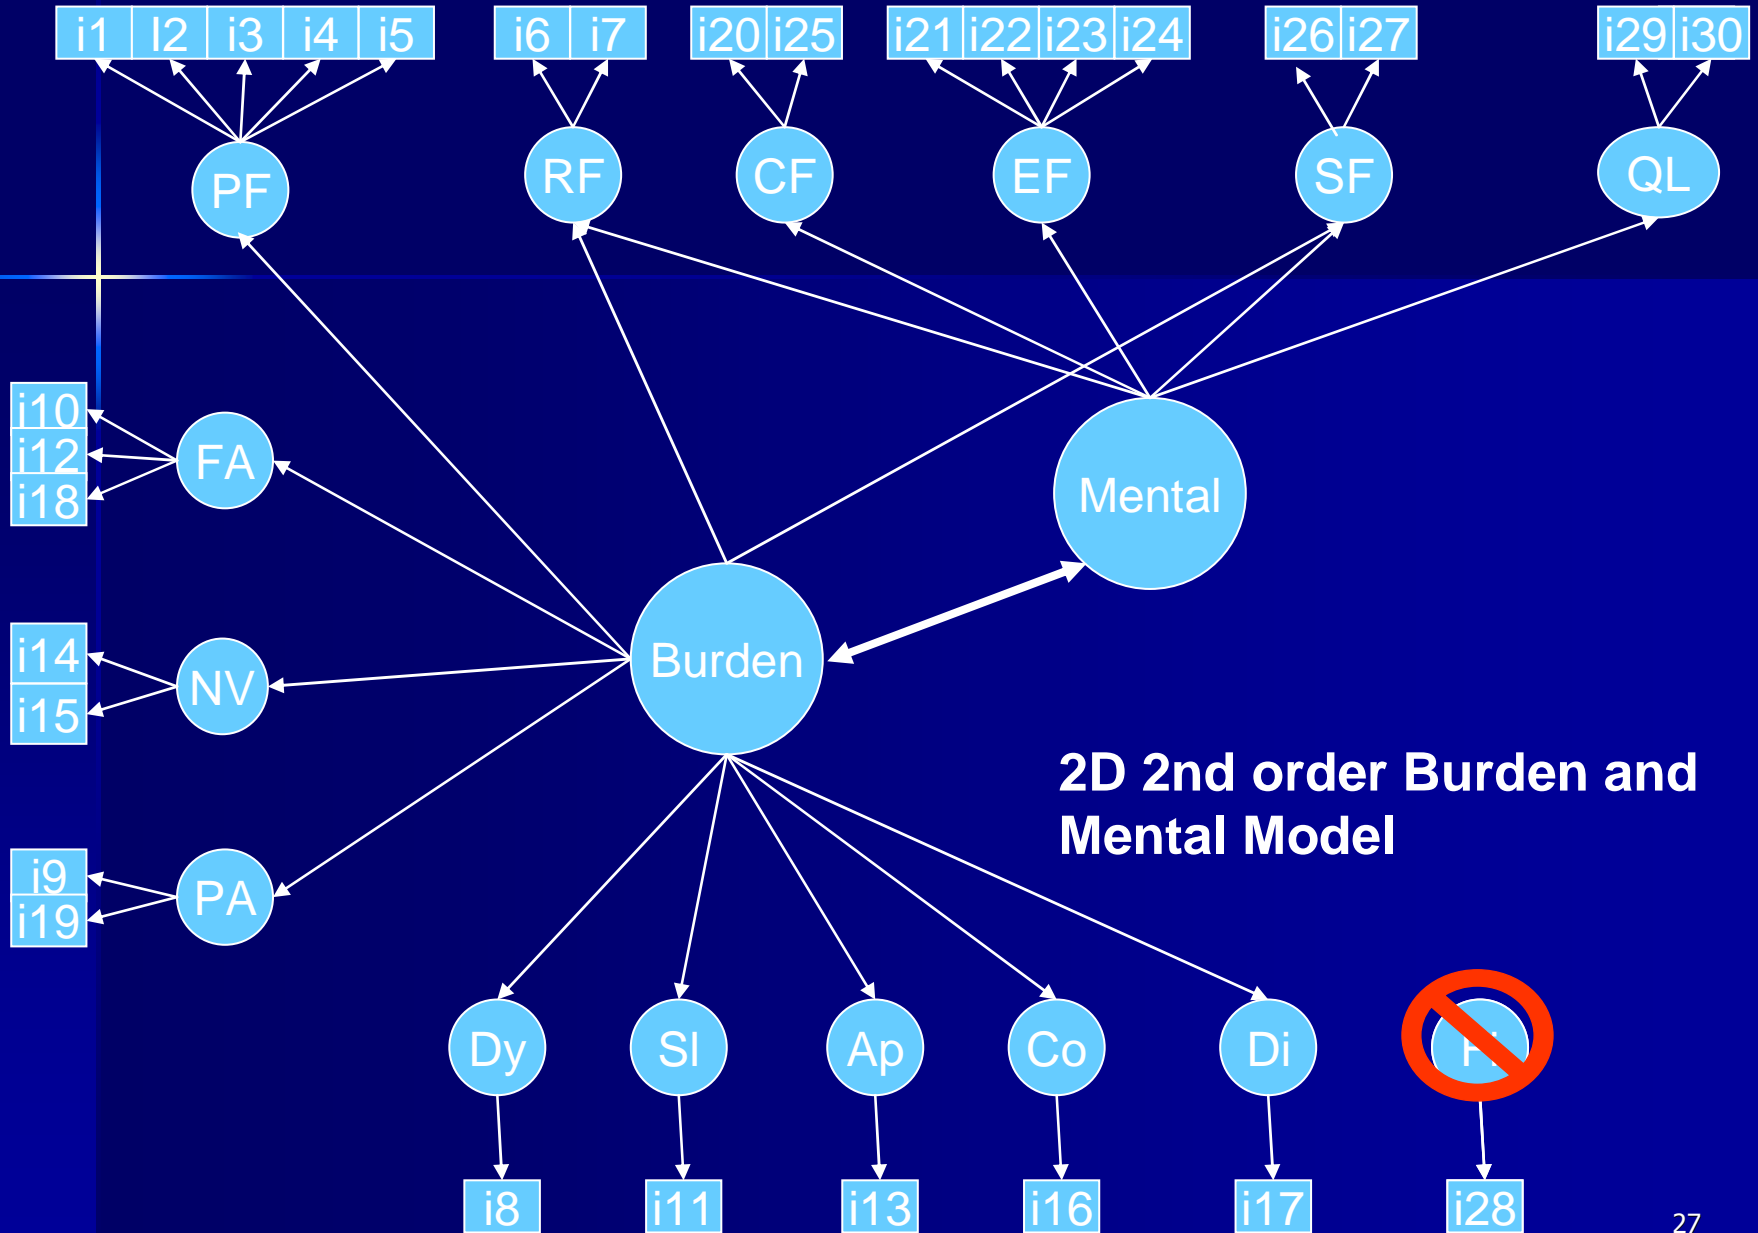 i1 I2 i3 i4 i5 i6 i7 i20 i25 i21 i22 i23 i24 i26 i27 i29 i30
PF RF CF EF SF QL
i10
i12
i18
FA
Mental
i14
i15
NV
Burden
2D 2nd order Burden and
Mental Model
i9
i19
PA
Dy Sl Ap Co Di
i8 i11 i13 i16 i17 i28
27